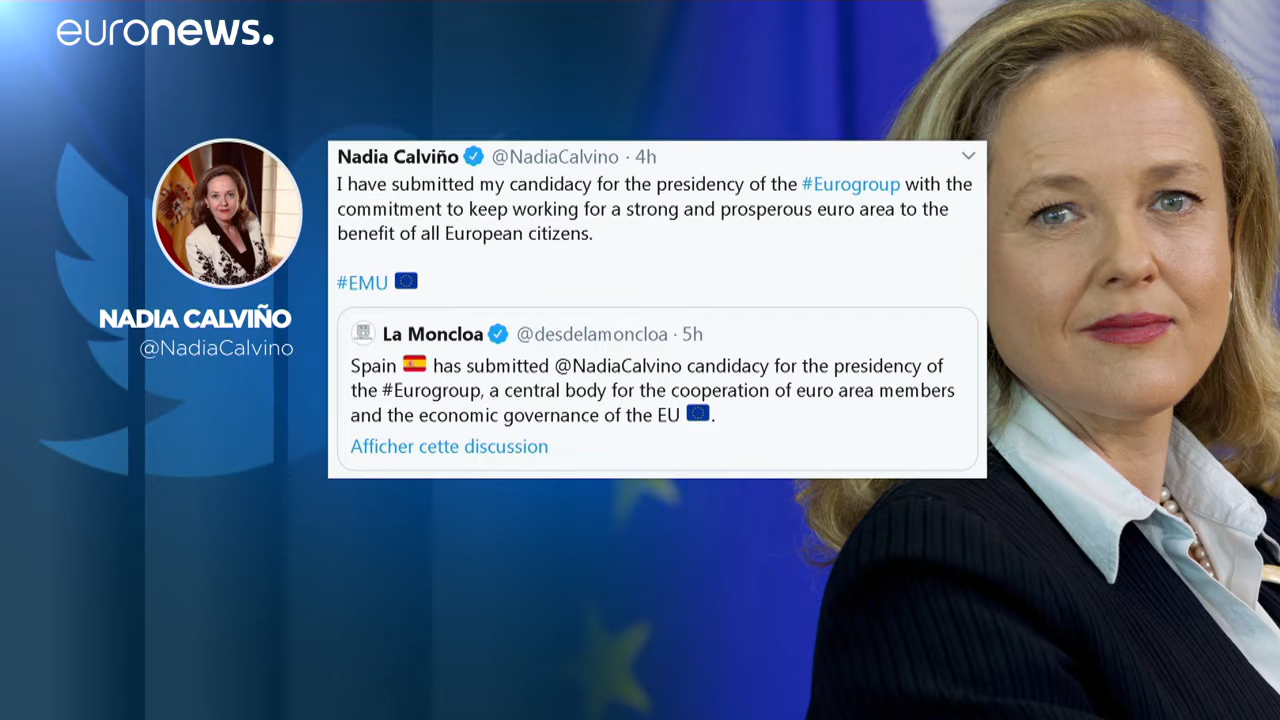 euronews.
Nadia Calviño @NadiaCalvino · 4h
I have submitted my candidacy for the presidency of the #Eurogroup with the
commitment to keep working for a strong and prosperous euro area to the
benefit of all European citizens.
#EMU
La Moncloa @desdelamoncloa · 5h
Spain has submitted @NadiaCalvino candidacy for the presidency of
the #Eurogroup, a central body for the cooperation of euro area members
and the economic governance of the EU .
Afficher cette discussion
NADIA CALVIÑO
@NadiaCalvino